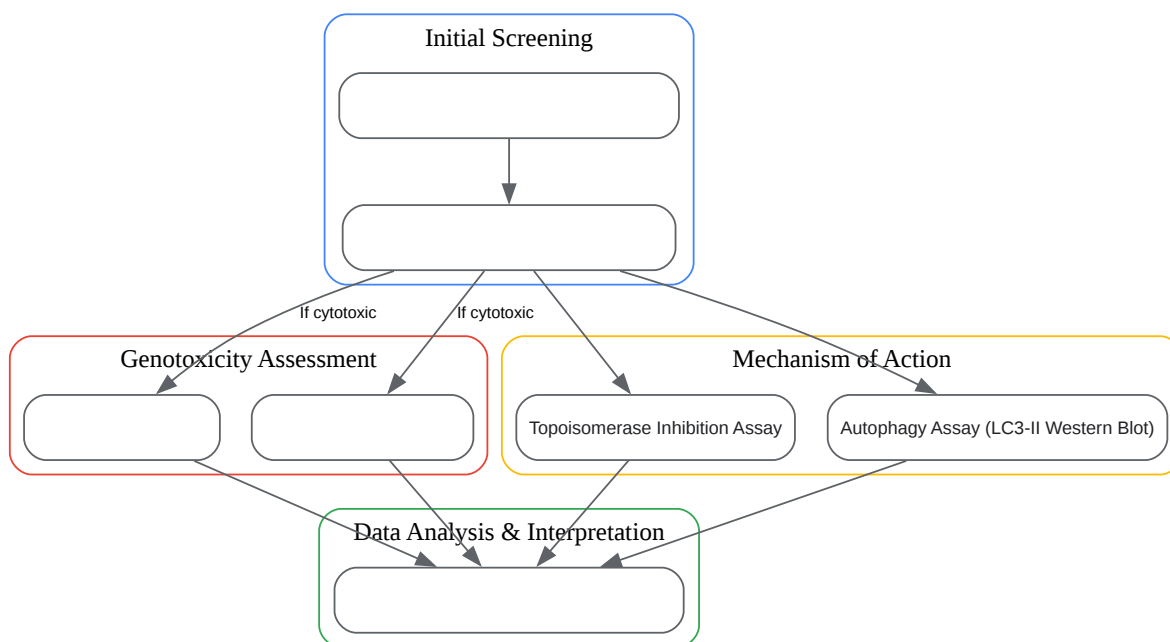 Initial Screening
If cytotoxic
If cytotoxic
Genotoxicity Assessment
Mechanism of Action
Topoisomerase Inhibition Assay
Autophagy Assay (LC3-II Western Blot)
Data Analysis & Interpretation